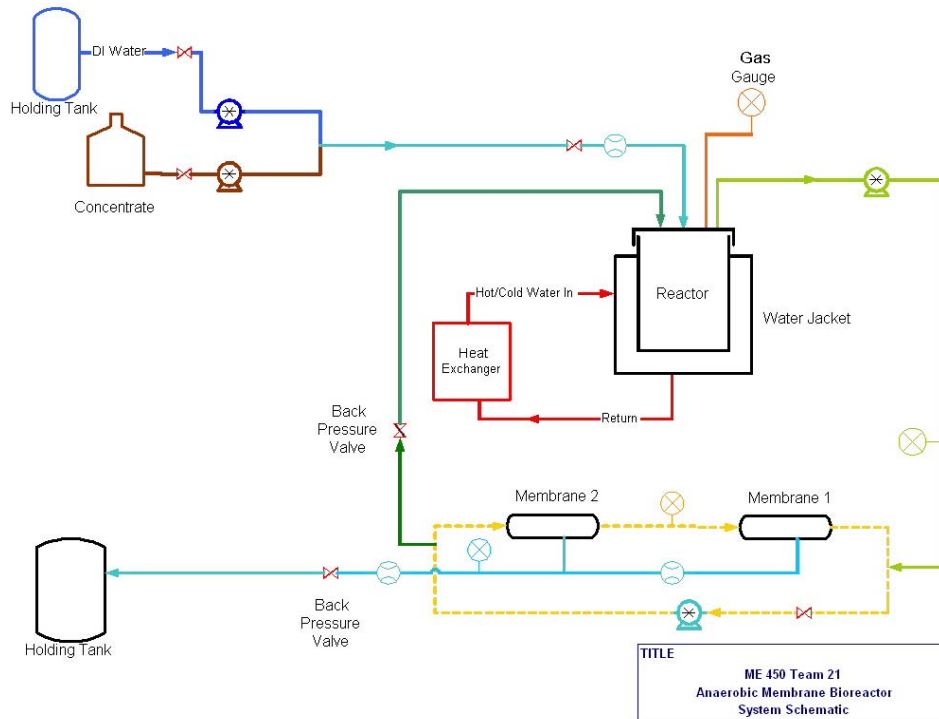 DI Water
Holding Tank
Concentrate
Gas
Gauge
Hot/Cold Water In
Reactor
Water Jacket
Heat
Exchanger
Return
Back
Pressure
Valve
Membrane 2
Membrane 1
Holding Tank
Back
Pressure
Valve
TITLE
ME 450 Team 21
Anaerobic Membrane Bioreactor
System Schematic